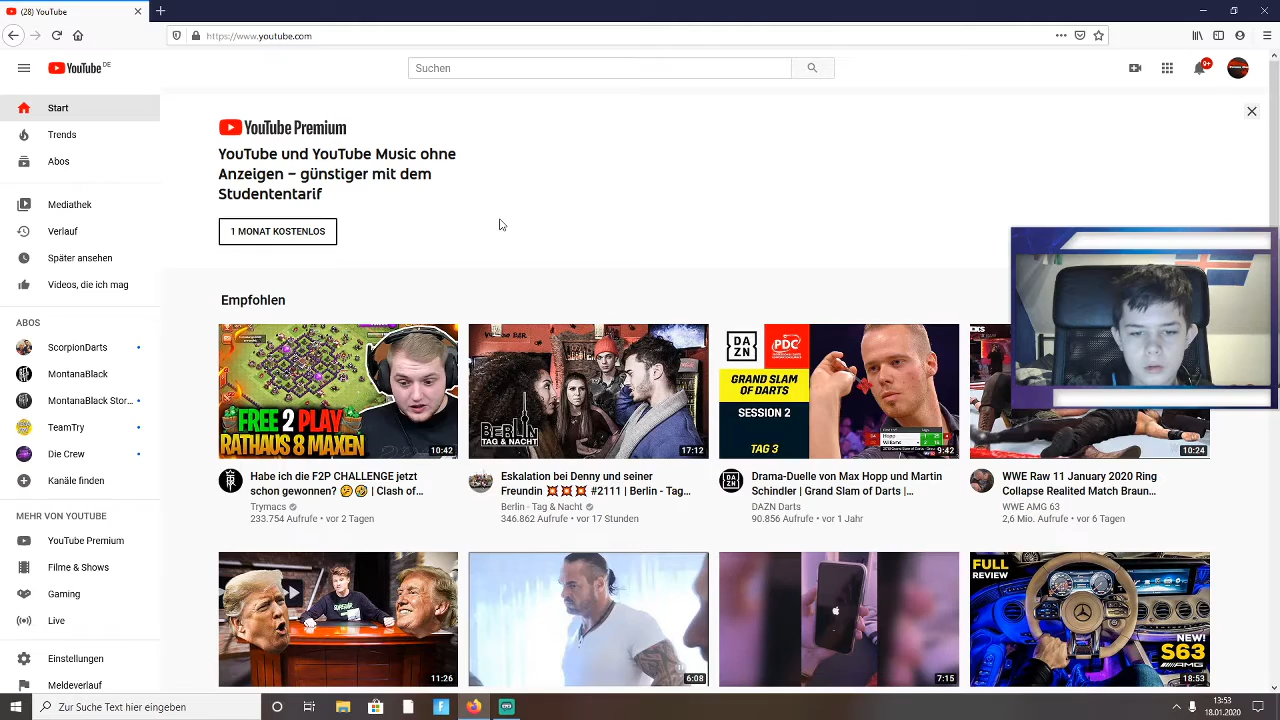 (28) YouTube
https://www.youtube.com
YouTube DE
Suchen
9+
Start
Trends
Abos
Mediathek
Verlauf
Später ansehen
Videos, die ich mag
ABOS
ScorpionDarts
MontanaBlack
MontanaBlack Stor...
TeamTry
Die Crew
Kanäle finden
MEHR VON YOUTUBE
YouTube Premium
Filme & Shows
Gaming
Live
Einstellungen
Meldeverlauf
YouTube Premium
YouTube und YouTube Music ohne
Anzeigen – günstiger mit dem
Studententarif
1 MONAT KOSTENLOS
Empfohlen
FREE 2 PLAY
RATHAUS 8 MAXEN
10:42
Habe ich die F2P CHALLENGE jetzt
schon gewonnen? 🤔🤣 | Clash of...
Trymacs
233.754 Aufrufe • vor 2 Tagen
BAR
BERLIN
TAG & NACHT
17:12
Eskalation bei Denny und seiner
Freundin 💥💥💥 #2111 | Berlin - Tag...
Berlin - Tag & Nacht
346.862 Aufrufe • vor 17 Stunden
DAZN
PDC
GRAND SLAM
OF DARTS
SESSION 2
TAG 3
Hopp
Williams
9:42
Drama-Duelle von Max Hopp und Martin
Schindler | Grand Slam of Darts |...
DAZN Darts
90.856 Aufrufe • vor 1 Jahr
10:24
WWE Raw 11 January 2020 Ring
Collapse Realited Match Braun...
WWE AMG 63
2,6 Mio. Aufrufe • vor 6 Tagen
11:26
6:08
7:15
FULL
REVIEW
NEW!
S63
AMG
18:53
Zur Suche Text hier eingeben
13:53
18.01.2020